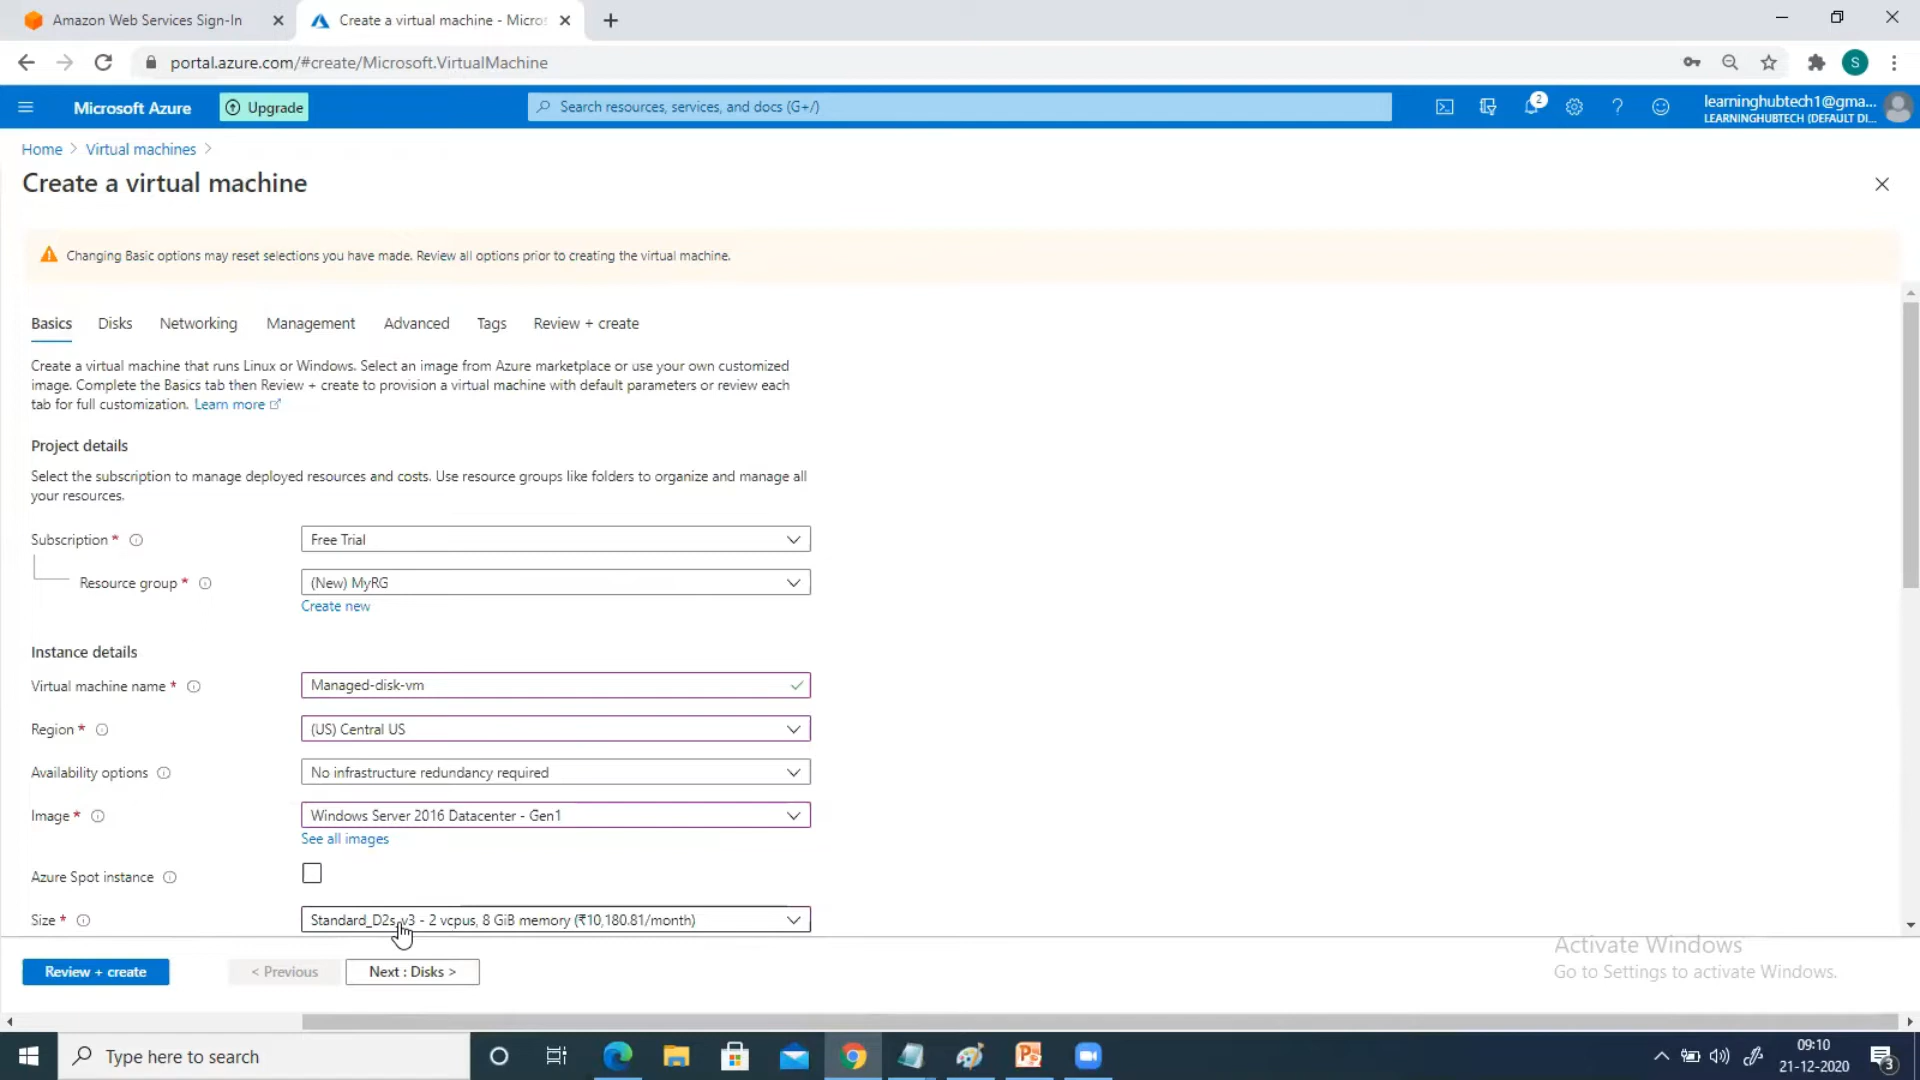 Amazon Web Services Sign-In
Create a virtual machine - Micros
portal.azure.com/#create/Microsoft.VirtualMachine
S
Microsoft Azure
Upgrade
Search resources, services, and docs (G+/)
2
learninghubtech1@gma...
LEARNINGHUBTECH (DEFAULT DI...
Home > Virtual machines >
Create a virtual machine
Changing Basic options may reset selections you have made. Review all options prior to creating the virtual machine.
Basics Disks Networking Management Advanced Tags Review + create
Create a virtual machine that runs Linux or Windows. Select an image from Azure marketplace or use your own customized
image. Complete the Basics tab then Review + create to provision a virtual machine with default parameters or review each
tab for full customization. Learn more
Project details
Select the subscription to manage deployed resources and costs. Use resource groups like folders to organize and manage all
your resources.
Subscription * Free Trial
Resource group * (New) MyRG
Create new
Instance details
Virtual machine name * Managed-disk-vm
Region * (US) Central US
Availability options No infrastructure redundancy required
Image * Windows Server 2016 Datacenter - Gen1
See all images
Azure Spot instance
Size * Standard_D2s_v3 - 2 vcpus, 8 GiB memory (₹10,180.81/month)
Review + create < Previous Next : Disks >
Activate Windows
Go to Settings to activate Windows.
Type here to search
09:10
21-12-2020
3